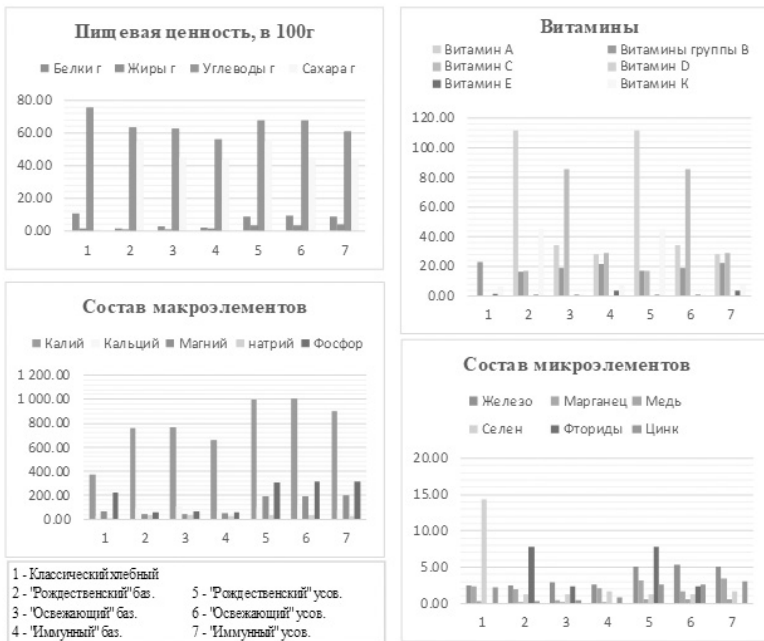 Пищевая ценность, в 100г
Белки г Жиры г Углеводы г Сахара г
80.00
60.00
40.00
20.00
0.00
1 2 3 4 5 6 7
Витамины
Витамин А Витамины группы В
Витамин С Витамин D
Витамин Е Витамин К
120.00
100.00
80.00
60.00
40.00
20.00
0.00
1 2 3 4 5 6 7
Состав макроэлементов
Калий Кальций Магний натрий Фосфор
1 200.00
1 000.00
800.00
600.00
400.00
200.00
0.00
1 2 3 4 5 6 7
Состав микроэлементов
Железо Марганец Медь
Селен Фториды Цинк
20.00
15.00
10.00
5.00
0.00
1 2 3 4 5 6 7
1 - Классический хлебный
2 - "Рождественский" баз. 5 - "Рождественский" усов.
3 - "Освежающий" баз. 6 - "Освежающий" усов.
4 - "Иммунный" баз. 7 - "Иммунный" усов.